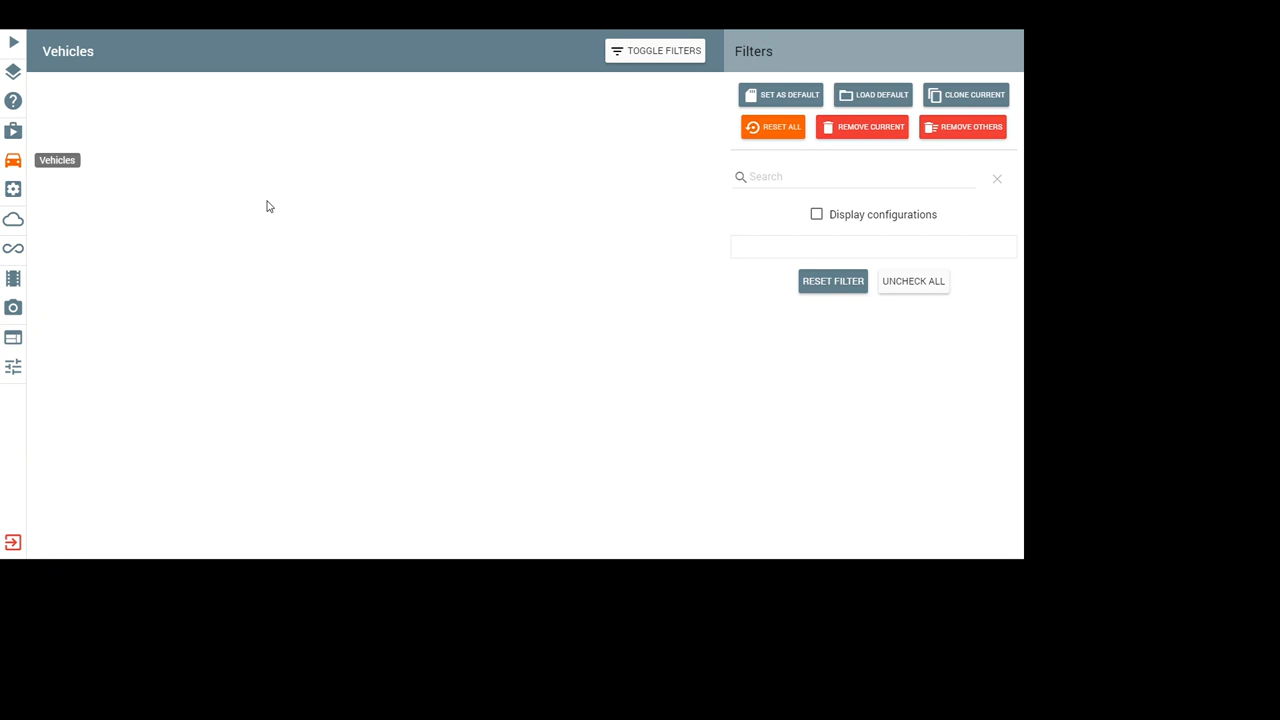 Vehicles
TOGGLE FILTERS
Filters
SET AS DEFAULT
LOAD DEFAULT
CLONE CURRENT
RESET ALL
REMOVE CURRENT
REMOVE OTHERS
Vehicles
Search
Display configurations
RESET FILTER
UNCHECK ALL